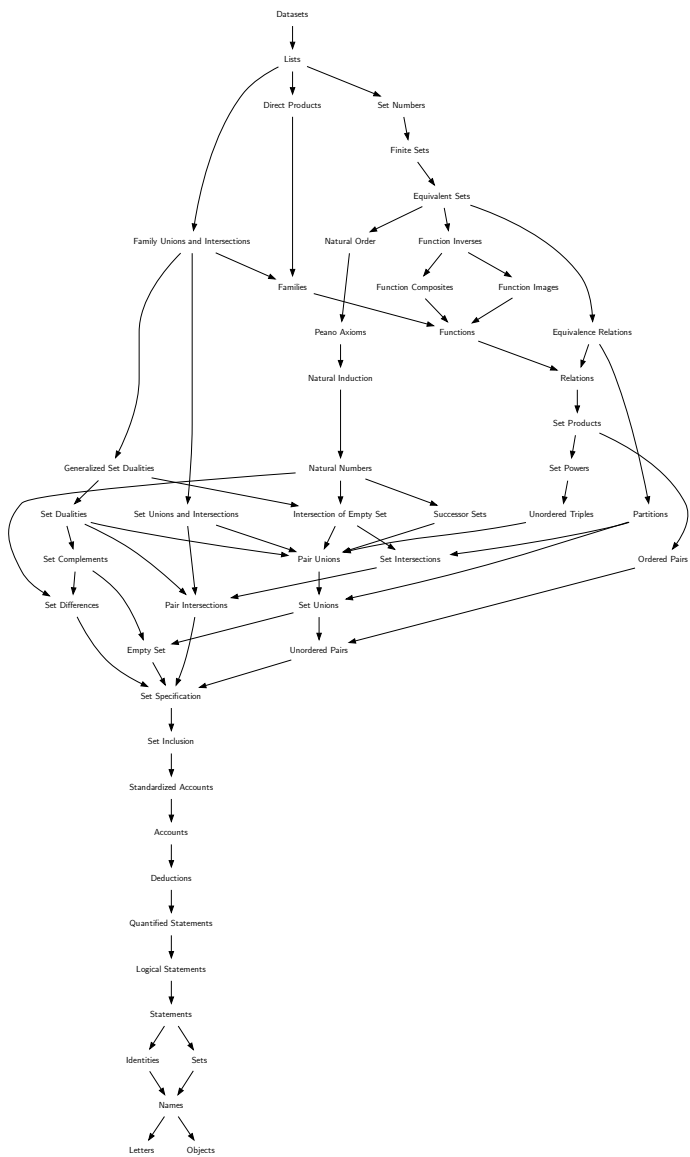 Datasets
Lists
Direct Products
Set Numbers
Finite Sets
Equivalent Sets
Family Unions and Intersections
Natural Order
Function Inverses
Families
Function Composites
Function Images
Peano Axioms
Functions
Equivalence Relations
Natural Induction
Relations
Set Products
Generalized Set Dualities
Natural Numbers
Set Powers
Set Dualities
Set Unions and Intersections
Intersection of Empty Set
Successor Sets
Unordered Triples
Partitions
Set Complements
Pair Unions
Set Intersections
Ordered Pairs
Set Differences
Pair Intersections
Set Unions
Empty Set
Unordered Pairs
Set Specification
Set Inclusion
Standardized Accounts
Accounts
Deductions
Quantified Statements
Logical Statements
Statements
Identities
Sets
Names
Letters
Objects